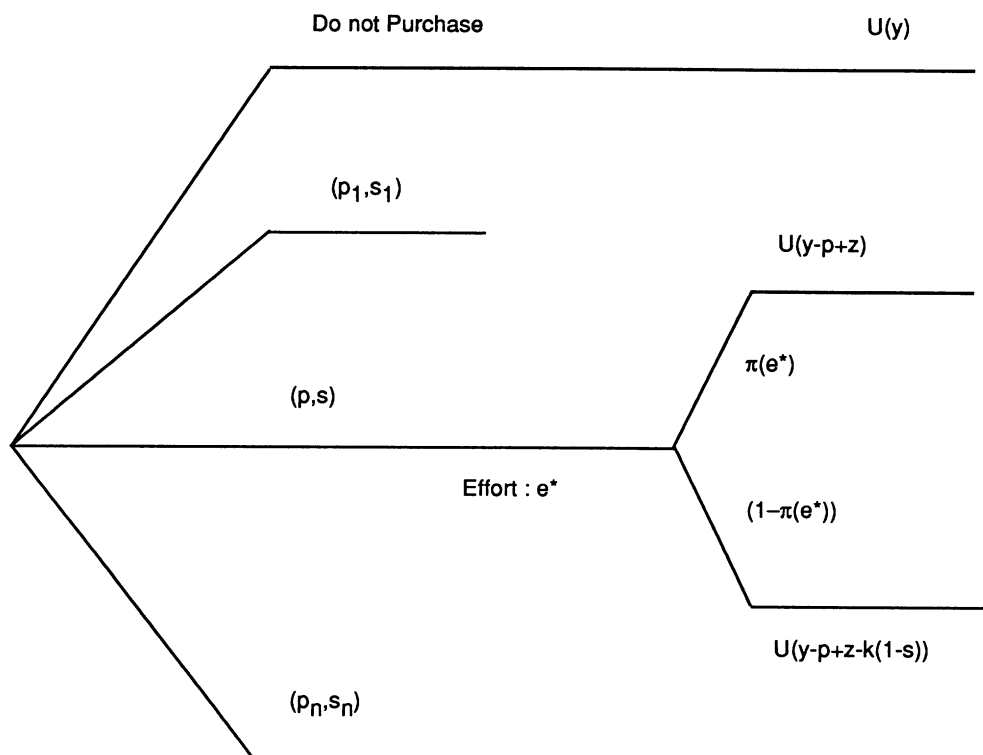 Do not Purchase
U(y)
(p1,s1)
U(y-p+z)
π(e*)
(p,s)
Effort : e*
(1–π(e*))
U(y-p+z-k(1-s))
(pn,sn)